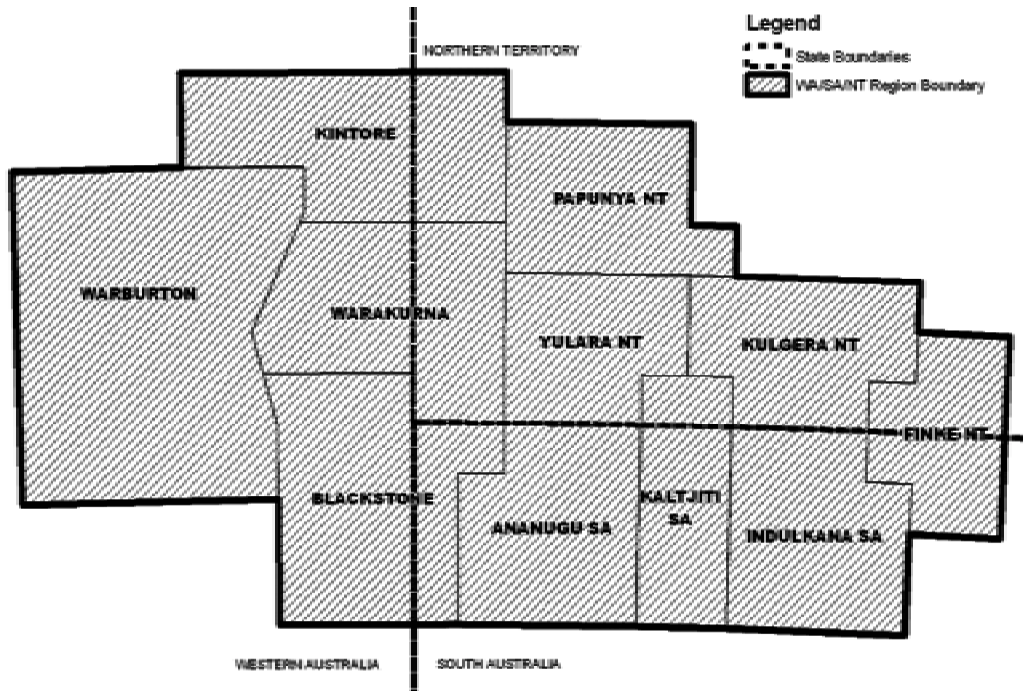 Legend
NORTHERN TERRITORY
State Boundaries
WA/SA/NT Region Boundary
KINTORE
PAPUNYA NT
WARBURTON
WARAKURNA
YULARA NT
KULGERA NT
FINKE NT
BLACKSTONE
KALTJITI
SA
ANANUGU SA
INDULKANA SA
WESTERN AUSTRALIA
SOUTH AUSTRALIA